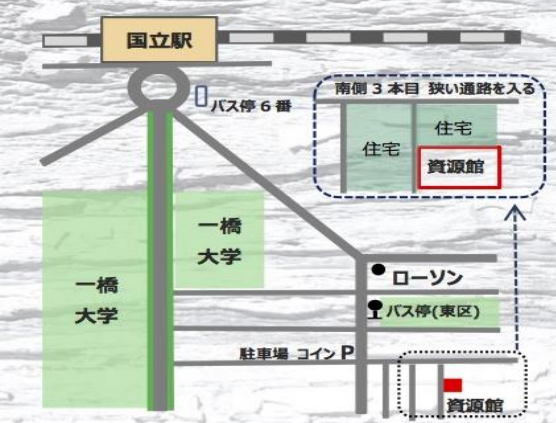 国立駅
バス停6番
南側3本目 狭い通路を入る
住宅
住宅
資源館
一橋
大学
一橋
大学
ローソン
バス停(東区)
駐車場 コイン P
資源館